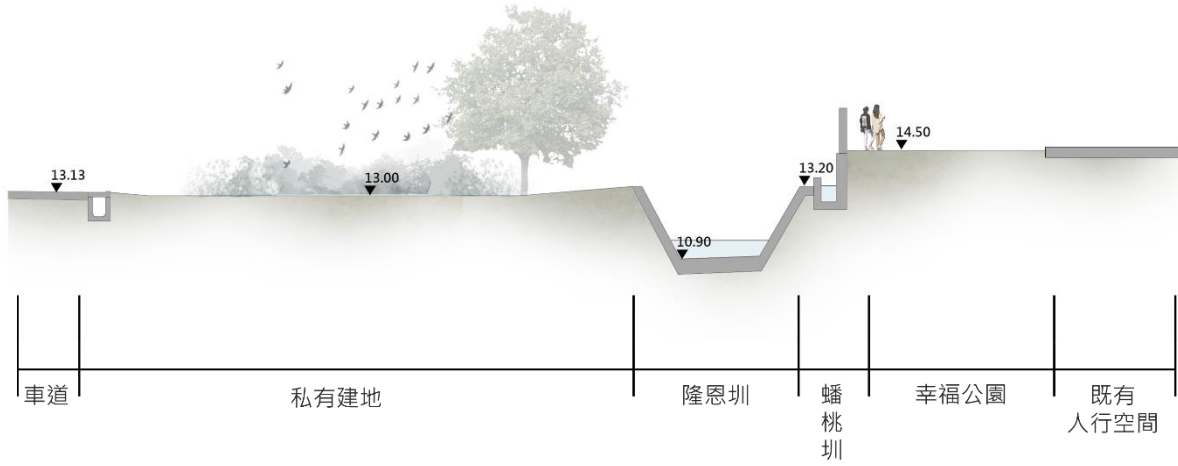 13.13
13.00
10.90
13.20
14.50
車道
私有建地
隆恩圳
蟠桃圳
幸福公園
既有
人行空間